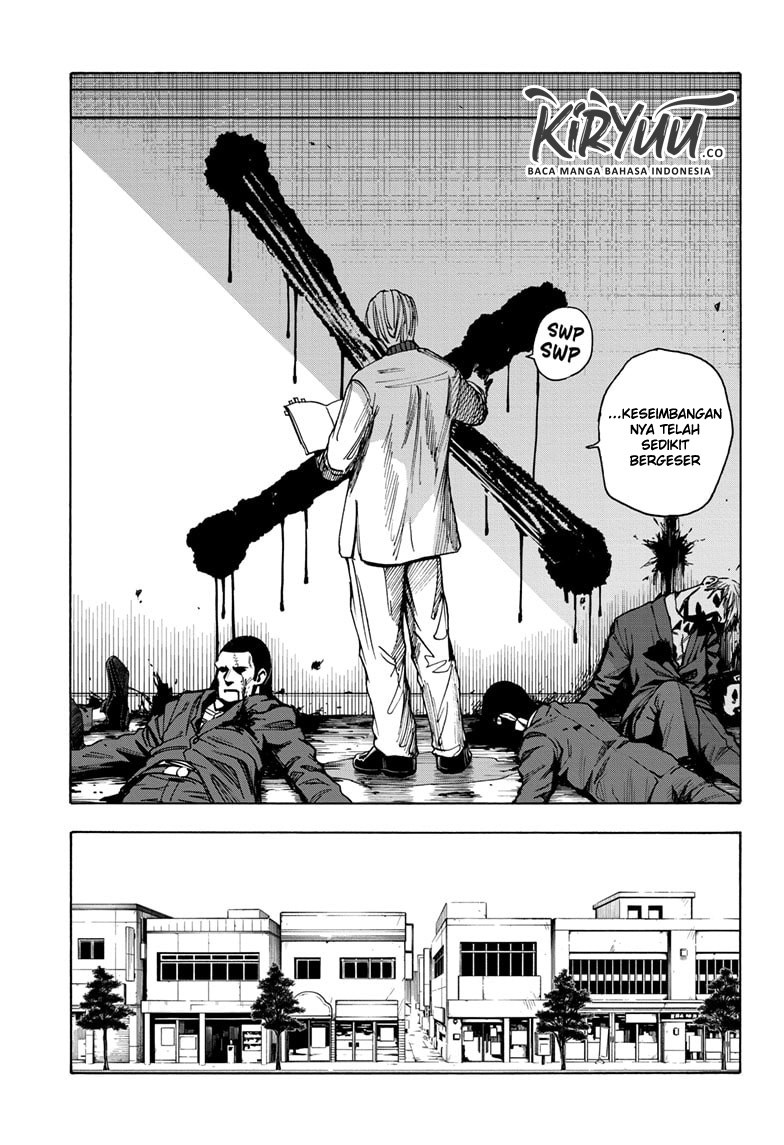 KIRYUU.CO
BACA MANGA BAHASA INDONESIA
SWP
SWP
...KESEIMBANGAN
NYA TELAH
SEDIKIT
BERGESER